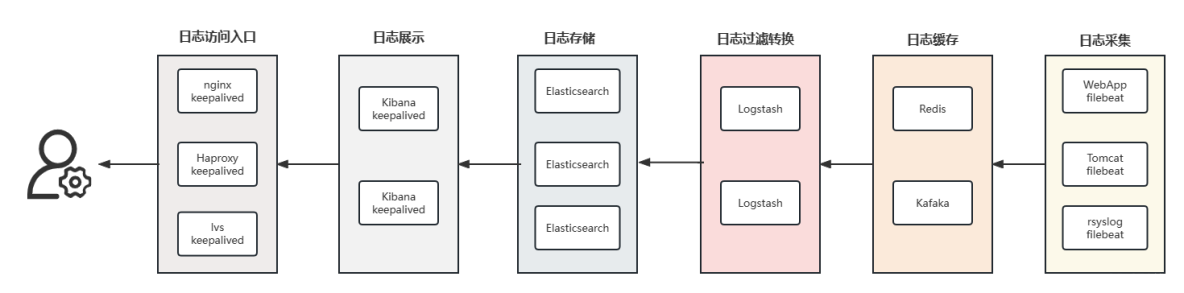 日志访问入口
nginx
keepalived
Haproxy
keepalived
lvs
keepalived
日志展示
Kibana
keepalived
Kibana
keepalived
日志存储
Elasticsearch
Elasticsearch
Elasticsearch
日志过滤转换
Logstash
Logstash
日志缓存
Redis
Kafaka
日志采集
WebApp
filebeat
Tomcat
filebeat
rsyslog
filebeat